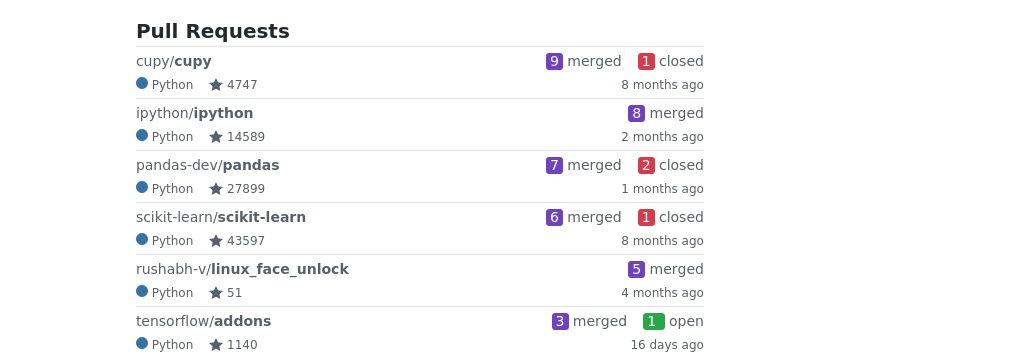 Pull Requests
cupy/cupy 9 merged 1 closed
Python 4747 8 months ago
ipython/ipython 8 merged
Python 14589 2 months ago
pandas-dev/pandas 7 merged 2 closed
Python 27899 1 months ago
scikit-learn/scikit-learn 6 merged 1 closed
Python 43597 8 months ago
rushabh-v/linux_face_unlock 5 merged
Python 51 4 months ago
tensorflow/addons 3 merged 1 open
Python 1140 16 days ago